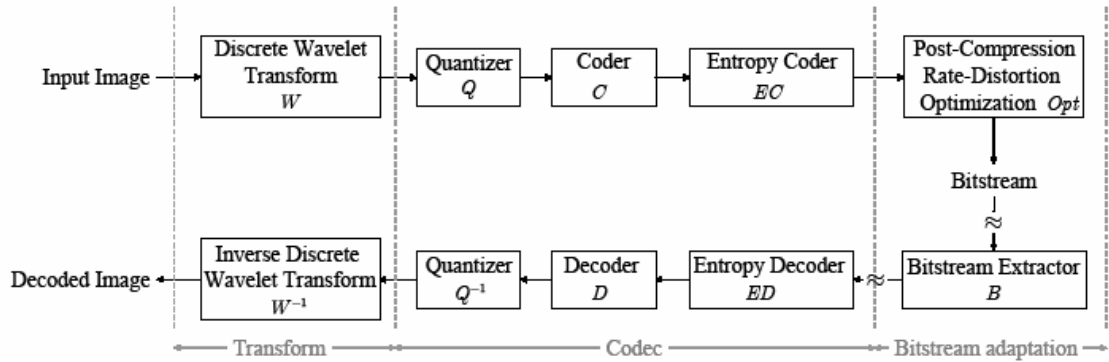 Input Image
Discrete Wavelet
Transform
W
Quantizer
Q
Coder
C
Entropy Coder
EC
Post-Compression
Rate-Distortion
Optimization Opt
Bitstream
≈
Decoded Image
Inverse Discrete
Wavelet Transform
W⁻¹
Quantizer
Q⁻¹
Decoder
D
Entropy Decoder
ED
≈
Bitstream Extractor
B
Transform
Codec
Bitstream adaptation